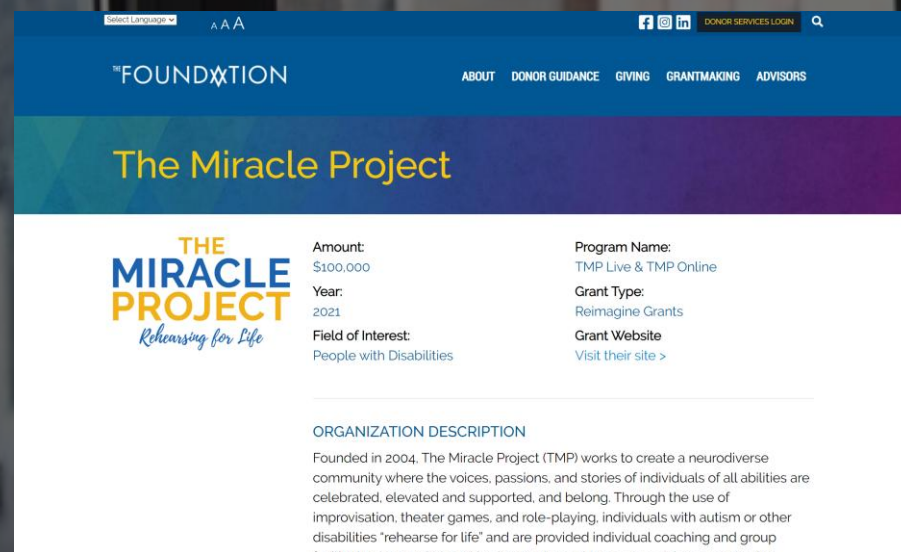 Select Language
A A A
DONOR SERVICES LOGIN
THE FOUNDATION
ABOUT DONOR GUIDANCE GIVING GRANTMAKING ADVISORS
The Miracle Project
THE
MIRACLE
PROJECT
Rehearsing for Life
Amount:
$100,000
Year:
2021
Field of Interest:
People with Disabilities
Program Name:
TMP Live & TMP Online
Grant Type:
Reimagine Grants
Grant Website
Visit their site >
ORGANIZATION DESCRIPTION
Founded in 2004, The Miracle Project (TMP) works to create a neurodiverse
community where the voices, passions, and stories of individuals of all abilities are
celebrated, elevated and supported, and belong. Through the use of
improvisation, theater games, and role-playing, individuals with autism or other
disabilities "rehearse for life" and are provided individual coaching and group